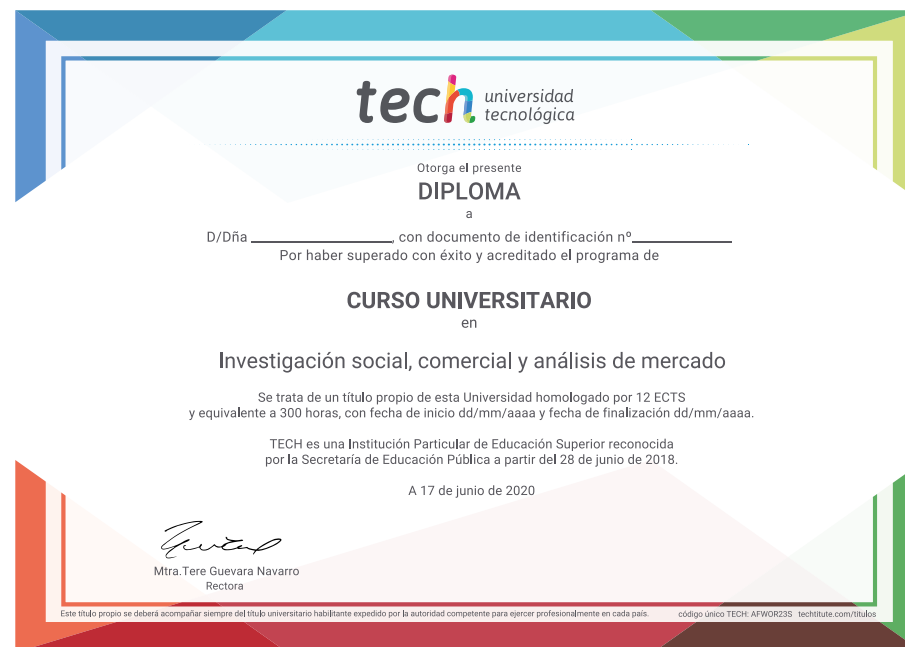 tech universidad
tecnológica
Otorga el presente
DIPLOMA
a
D/Dña ____________________, con documento de identificación nº______________
Por haber superado con éxito y acreditado el programa de
CURSO UNIVERSITARIO
en
Investigación social, comercial y análisis de mercado
Se trata de un título propio de esta Universidad homologado por 12 ECTS
y equivalente a 300 horas, con fecha de inicio dd/mm/aaaa y fecha de finalización dd/mm/aaaa.
TECH es una Institución Particular de Educación Superior reconocida
por la Secretaría de Educación Pública a partir del 28 de junio de 2018.
A 17 de junio de 2020
Mtra.Tere Guevara Navarro
Rectora
Este título propio se deberá acompañar siempre del título universitario habilitante expedido por la autoridad competente para ejercer profesionalmente en cada país. código único TECH: AFWOR23S techtitute.com/titulos